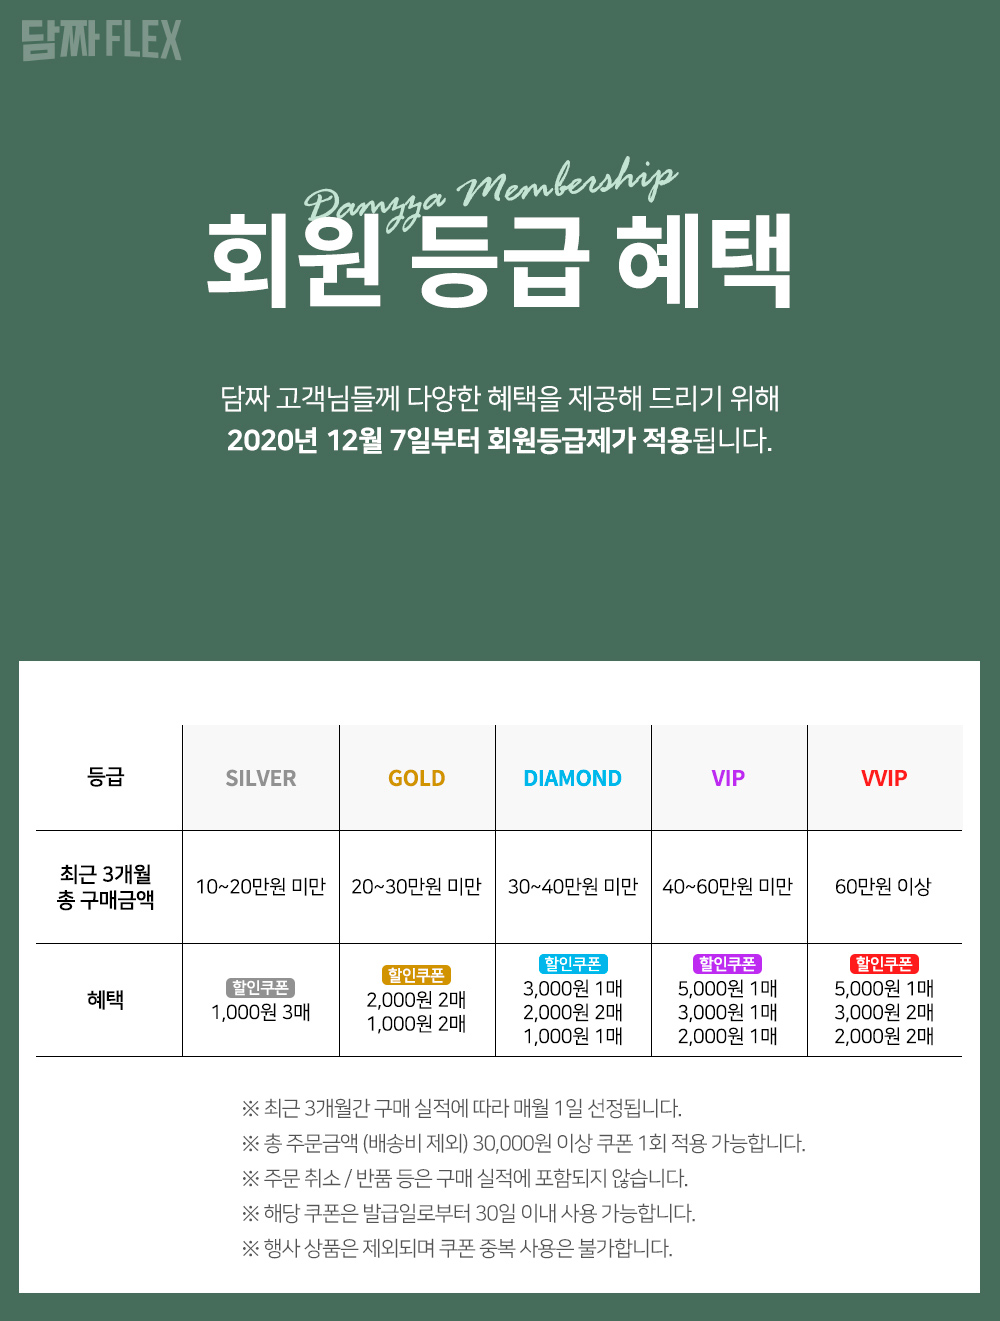 담짜 FLEX
Damzza Membership
회원 등급 혜택
담짜 고객님들께 다양한 혜택을 제공해 드리기 위해
2020년 12월 7일부터 회원등급제가 적용됩니다.
등급 SILVER GOLD DIAMOND VIP VVIP
최근 3개월
총 구매금액 10~20만원 미만 20~30만원 미만 30~40만원 미만 40~60만원 미만 60만원 이상
혜택
할인쿠폰
1,000원 3매
할인쿠폰
2,000원 2매
1,000원 2매
할인쿠폰
3,000원 1매
2,000원 2매
1,000원 1매
할인쿠폰
5,000원 1매
3,000원 1매
2,000원 1매
할인쿠폰
5,000원 1매
3,000원 2매
2,000원 2매
※ 최근 3개월간 구매 실적에 따라 매월 1일 선정됩니다.
※ 총 주문금액 (배송비 제외) 30,000원 이상 쿠폰 1회 적용 가능합니다.
※ 주문 취소 / 반품 등은 구매 실적에 포함되지 않습니다.
※ 해당 쿠폰은 발급일로부터 30일 이내 사용 가능합니다.
※ 행사 상품은 제외되며 쿠폰 중복 사용은 불가합니다.